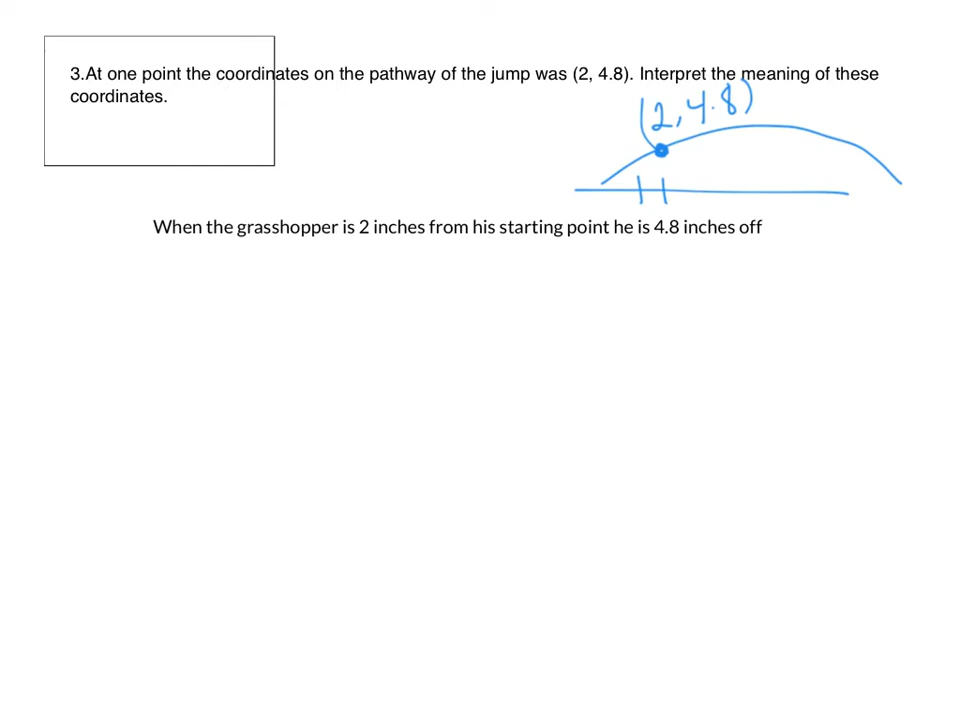 3.At one point the coordinates on the pathway of the jump was (2, 4.8). Interpret the meaning of these
coordinates.
(2, 4.8)
When the grasshopper is 2 inches from his starting point he is 4.8 inches off